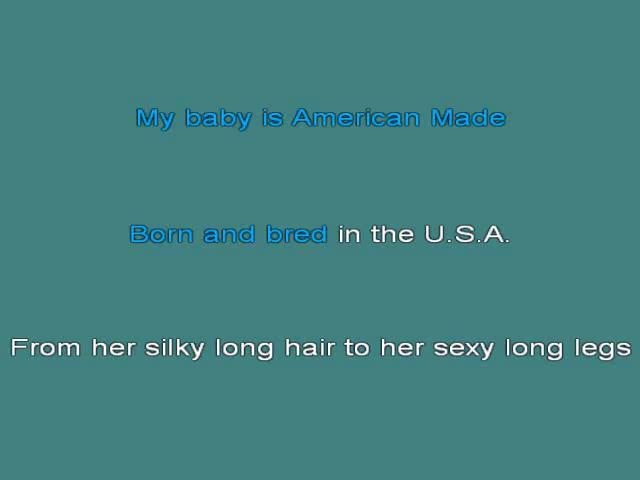 My baby is American Made
Born and bred in the U.S.A.
From her silky long hair to her sexy long legs